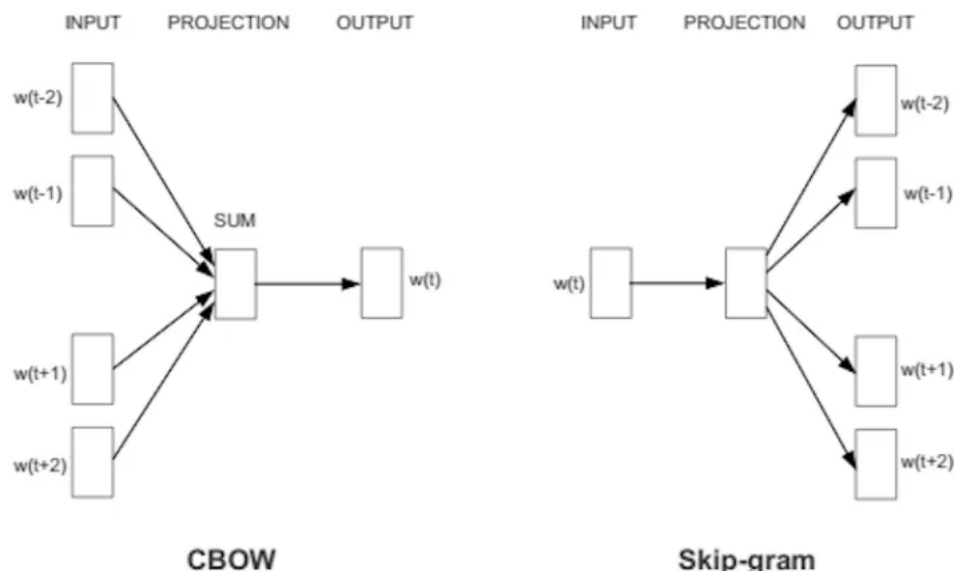 INPUT PROJECTION OUTPUT
w(t-2)
w(t-1)
SUM
w(t)
w(t+1)
w(t+2)
CBOW
INPUT PROJECTION OUTPUT
w(t-2)
w(t-1)
w(t)
w(t+1)
w(t+2)
Skip-gram